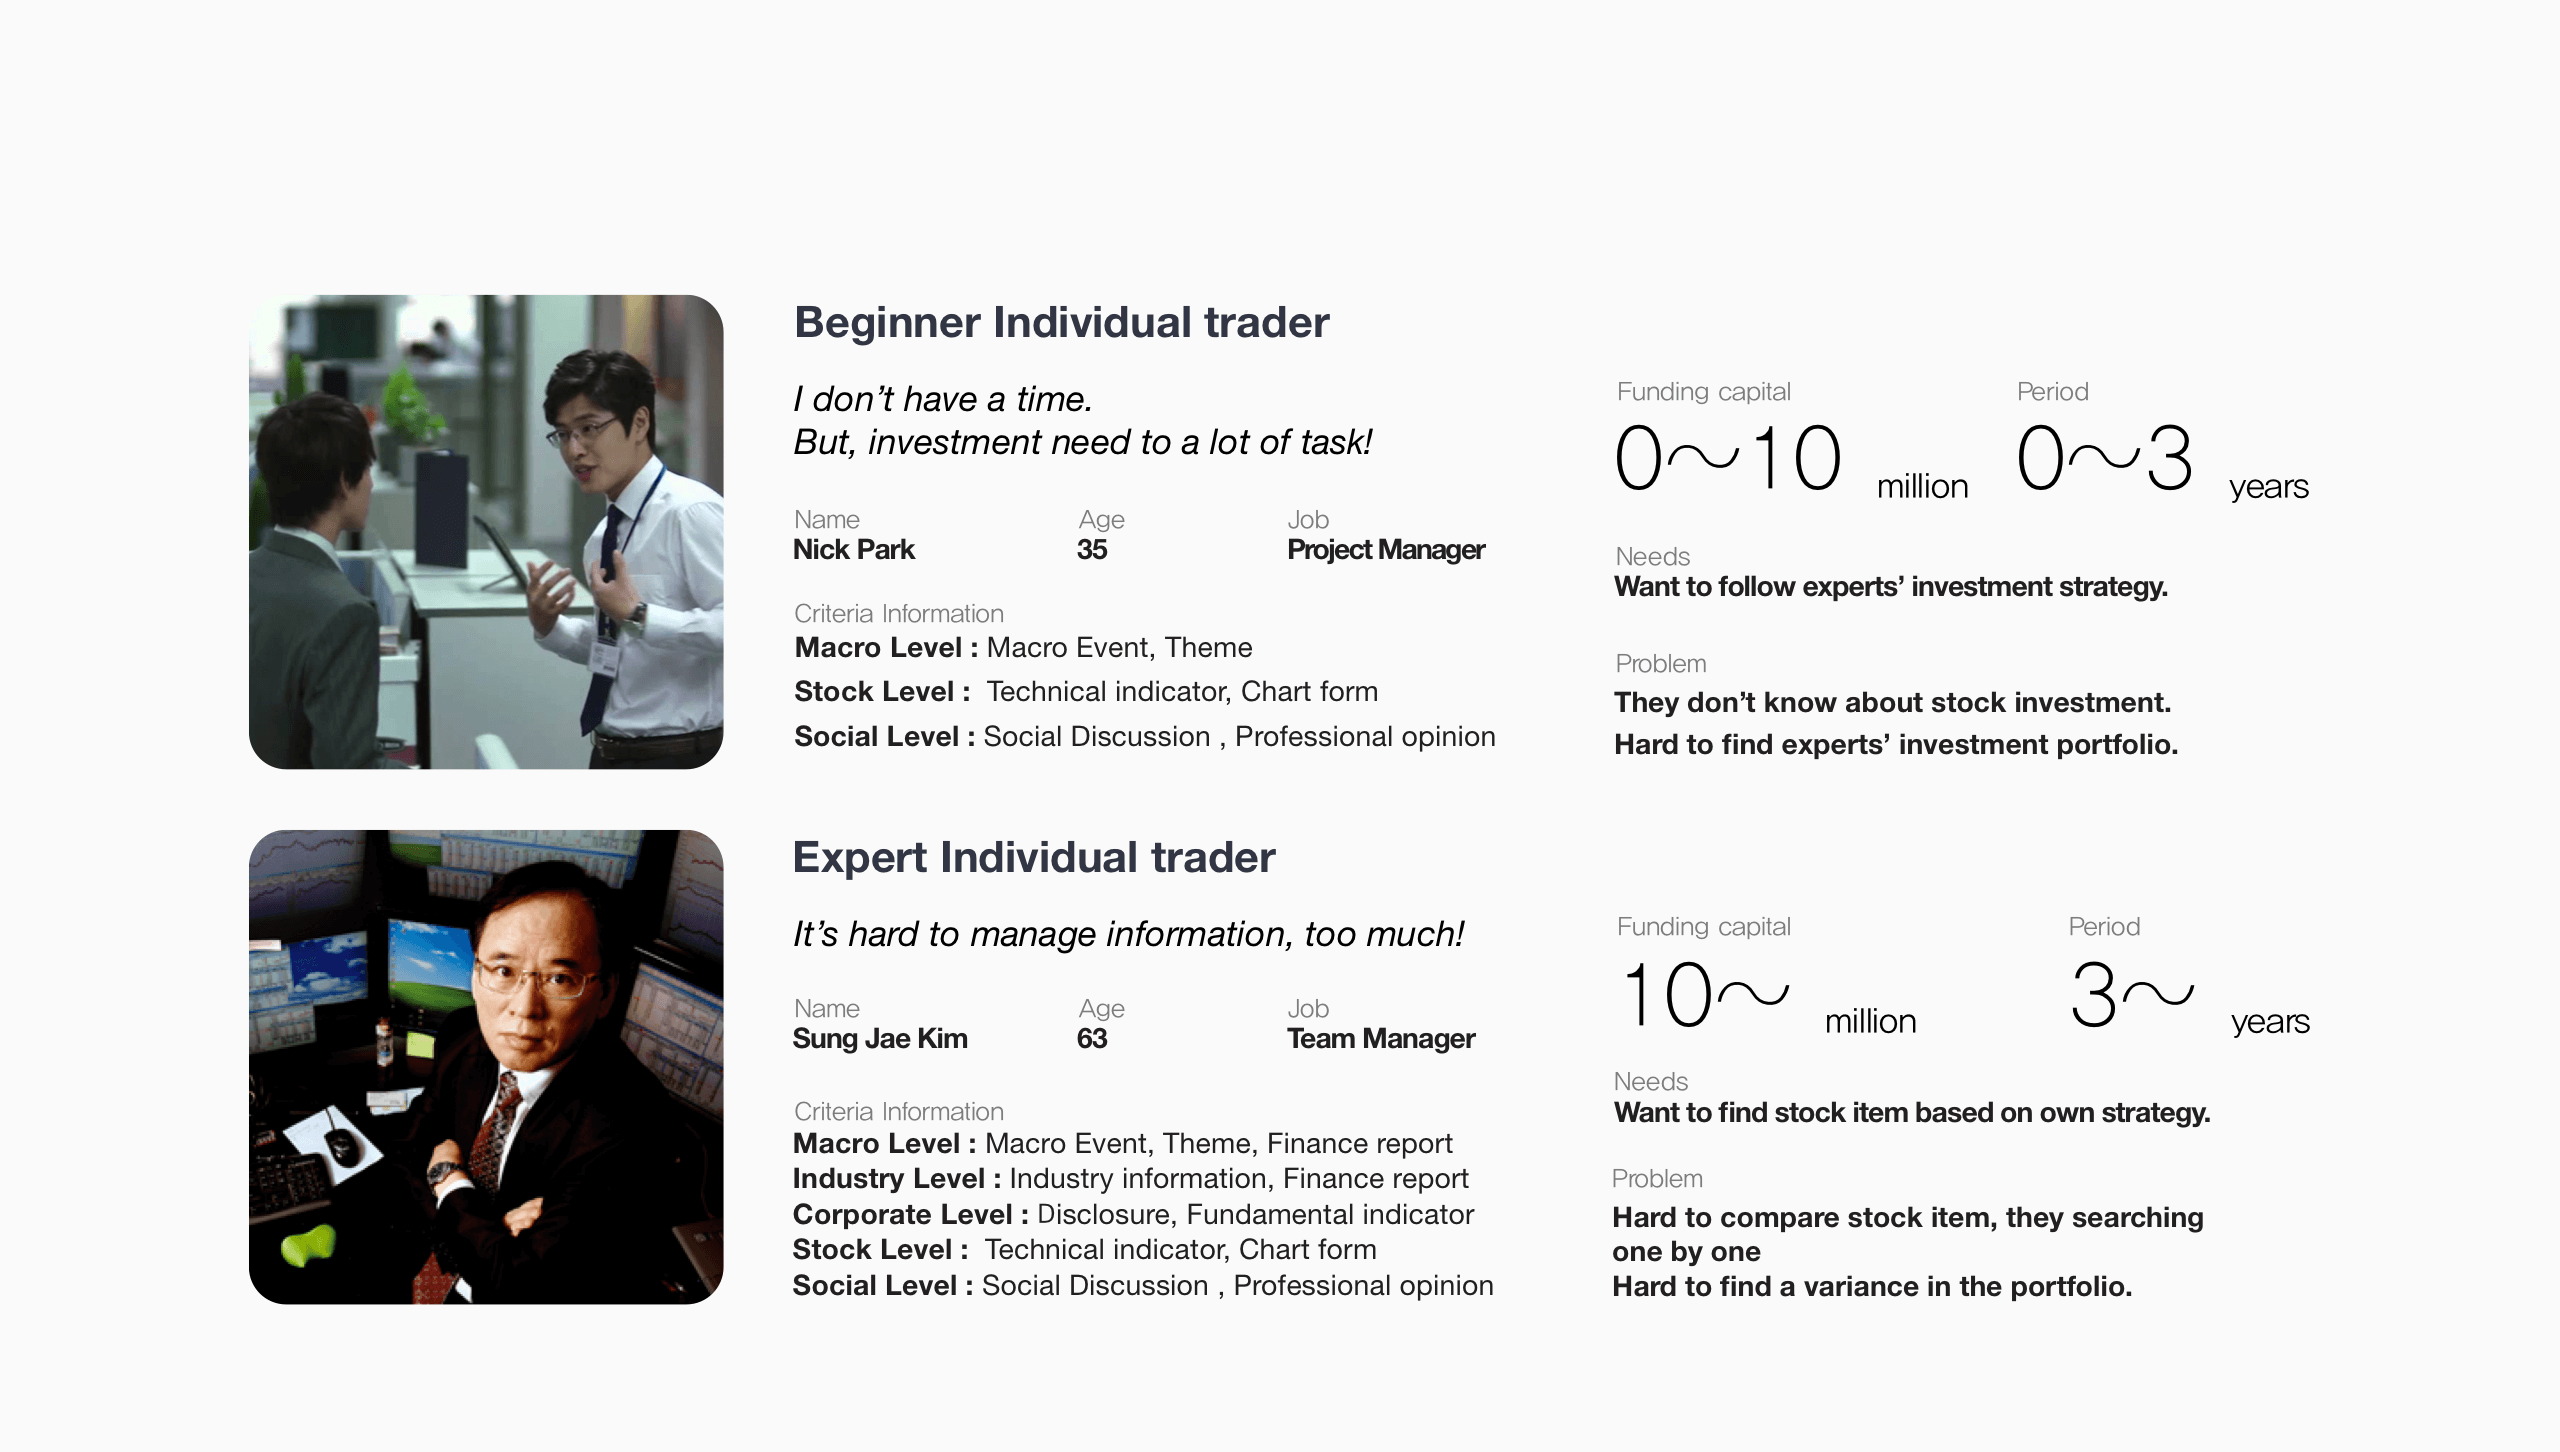 Beginner Individual trader
I don’t have a time.
But, investment need to a lot of task!
Name
Nick Park
Age
35
Job
Project Manager
Criteria Information
Macro Level : Macro Event, Theme
Stock Level :  Technical indicator, Chart form
Social Level : Social Discussion , Professional opinion
Funding capital
0~10 million
Period
0~3 years
Needs
Want to follow experts’ investment strategy.
Problem
They don’t know about stock investment.
Hard to find experts’ investment portfolio.
Expert Individual trader
It’s hard to manage information, too much!
Name
Sung Jae Kim
Age
63
Job
Team Manager
Criteria Information
Macro Level : Macro Event, Theme, Finance report
Industry Level : Industry information, Finance report
Corporate Level : Disclosure, Fundamental indicator
Stock Level :  Technical indicator, Chart form
Social Level : Social Discussion , Professional opinion
Funding capital
10~ million
Period
3~ years
Needs
Want to find stock item based on own strategy.
Problem
Hard to compare stock item, they searching
one by one
Hard to find a variance in the portfolio.